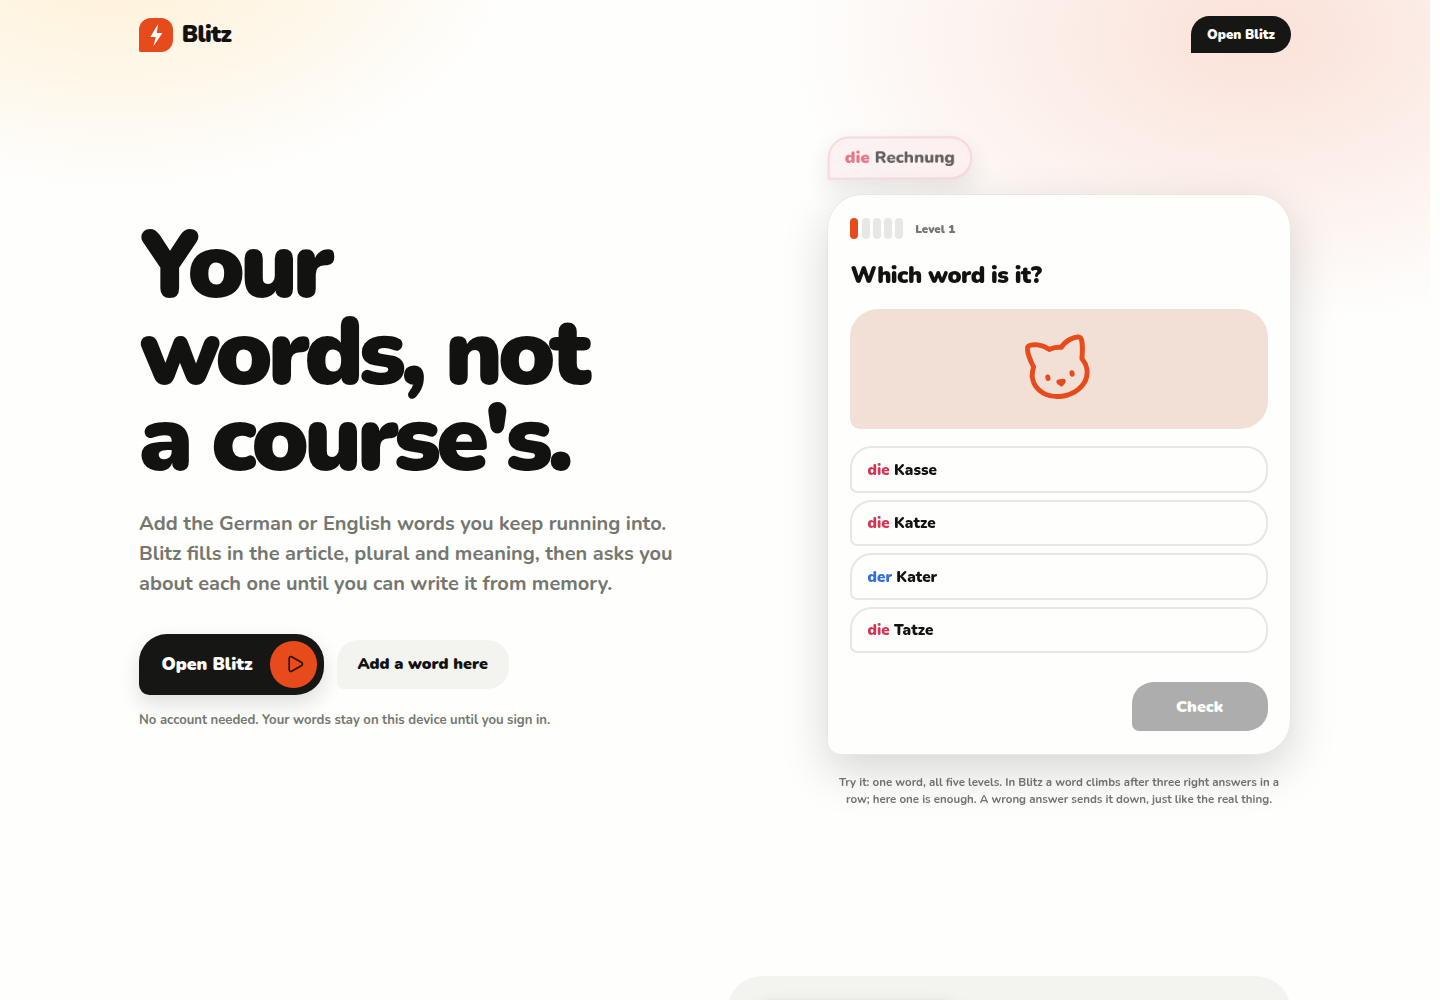 Blitz
Open Blitz
Your
words, not
a course's.
Add the German or English words you keep running into.
Blitz fills in the article, plural and meaning, then asks you
about each one until you can write it from memory.
Open Blitz
Add a word here
No account needed. Your words stay on this device until you sign in.
die Rechnung
Level 1
Which word is it?
die Kasse
die Katze
der Kater
die Tatze
Check
Try it: one word, all five levels. In Blitz a word climbs after three right answers in a
row; here one is enough. A wrong answer sends it down, just like the real thing.